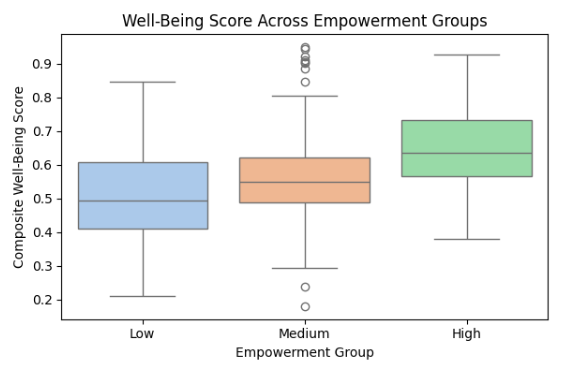 Well-Being Score Across Empowerment Groups
Composite Well-Being Score
0.9
0.8
0.7
0.6
0.5
0.4
0.3
0.2
Low
Medium
High
Empowerment Group